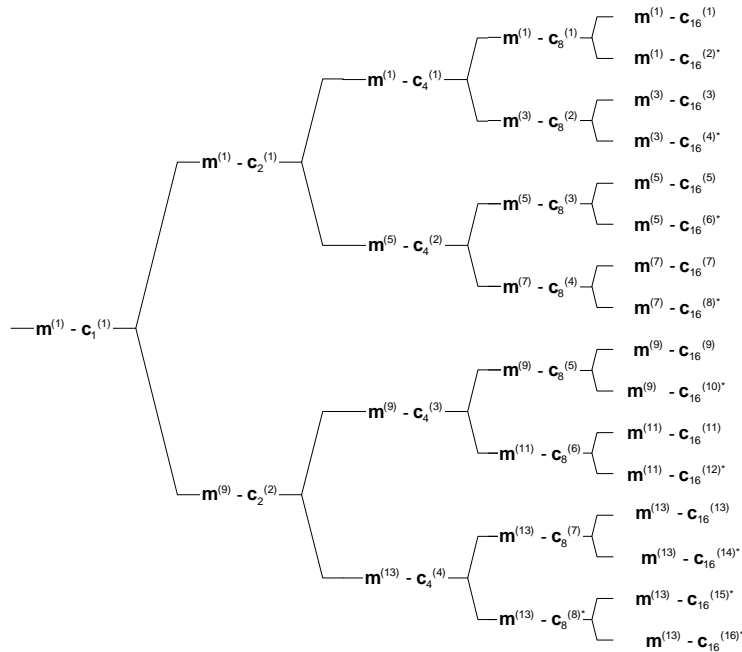 m(1) - c16(1)
m(1) - c8(1)
m(1) - c16(2)*
m(1) - c4(1)
m(3) - c16(3)
m(3) - c8(2)
m(3) - c16(4)*
m(1) - c2(1)
m(5) - c16(5)
m(5) - c8(3)
m(5) - c16(6)*
m(5) - c4(2)
m(7) - c16(7)
m(7) - c8(4)
m(7) - c16(8)*
m(1) - c1(1)
m(9) - c16(9)
m(9) - c8(5)
m(9) - c16(10)*
m(9) - c4(3)
m(11) - c16(11)
m(11) - c8(6)
m(11) - c16(12)*
m(9) - c2(2)
m(13) - c16(13)
m(13) - c8(7)
m(13) - c16(14)*
m(13) - c4(4)
m(13) - c16(15)*
m(13) - c8(8)*
m(13) - c16(16)*